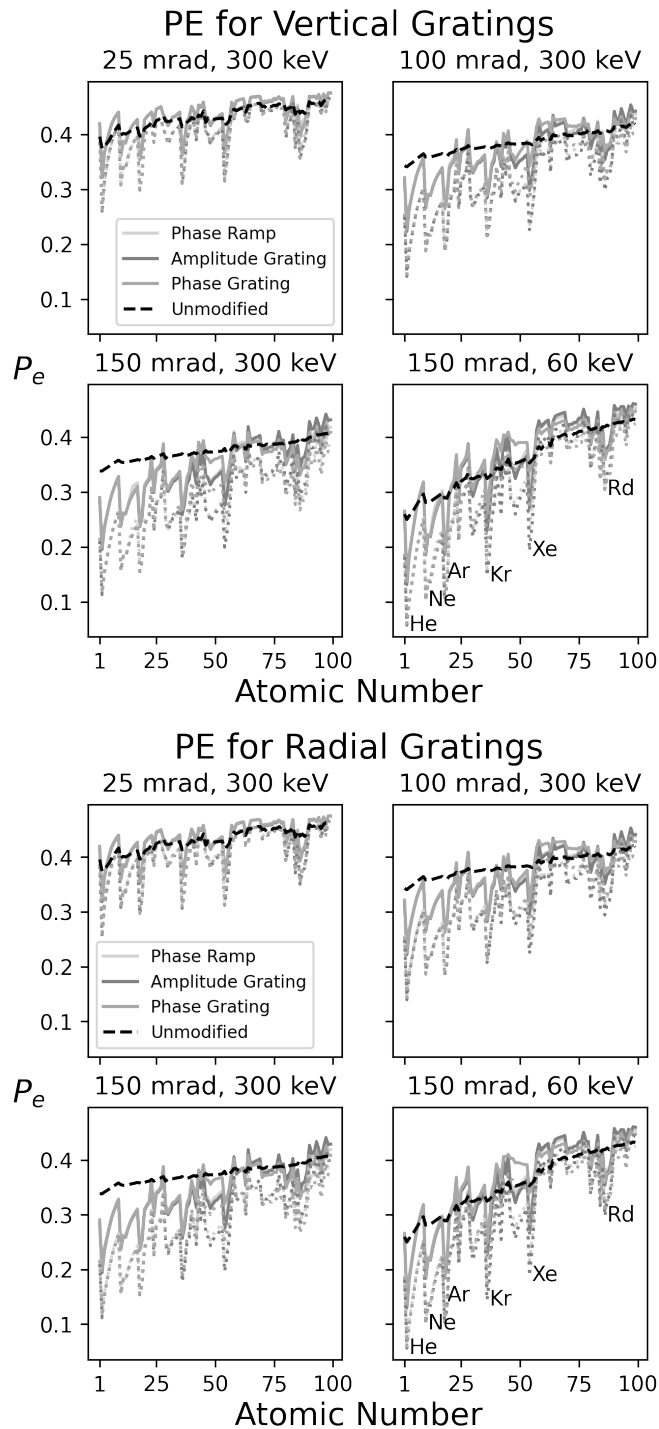 PE for Vertical Gratings
25 mrad, 300 keV
100 mrad, 300 keV
0.4
0.3
0.2
0.1
Phase Ramp
Amplitude Grating
Phase Grating
Unmodified
P_e
150 mrad, 300 keV
150 mrad, 60 keV
0.4
0.3
0.2
0.1
Rd
Xe
Ar
Kr
Ne
He
1 25 50 75 100
1 25 50 75 100
Atomic Number
PE for Radial Gratings
25 mrad, 300 keV
100 mrad, 300 keV
0.4
0.3
0.2
0.1
Phase Ramp
Amplitude Grating
Phase Grating
Unmodified
P_e
150 mrad, 300 keV
150 mrad, 60 keV
0.4
0.3
0.2
0.1
Rd
Xe
Ar
Kr
Ne
He
1 25 50 75 100
1 25 50 75 100
Atomic Number